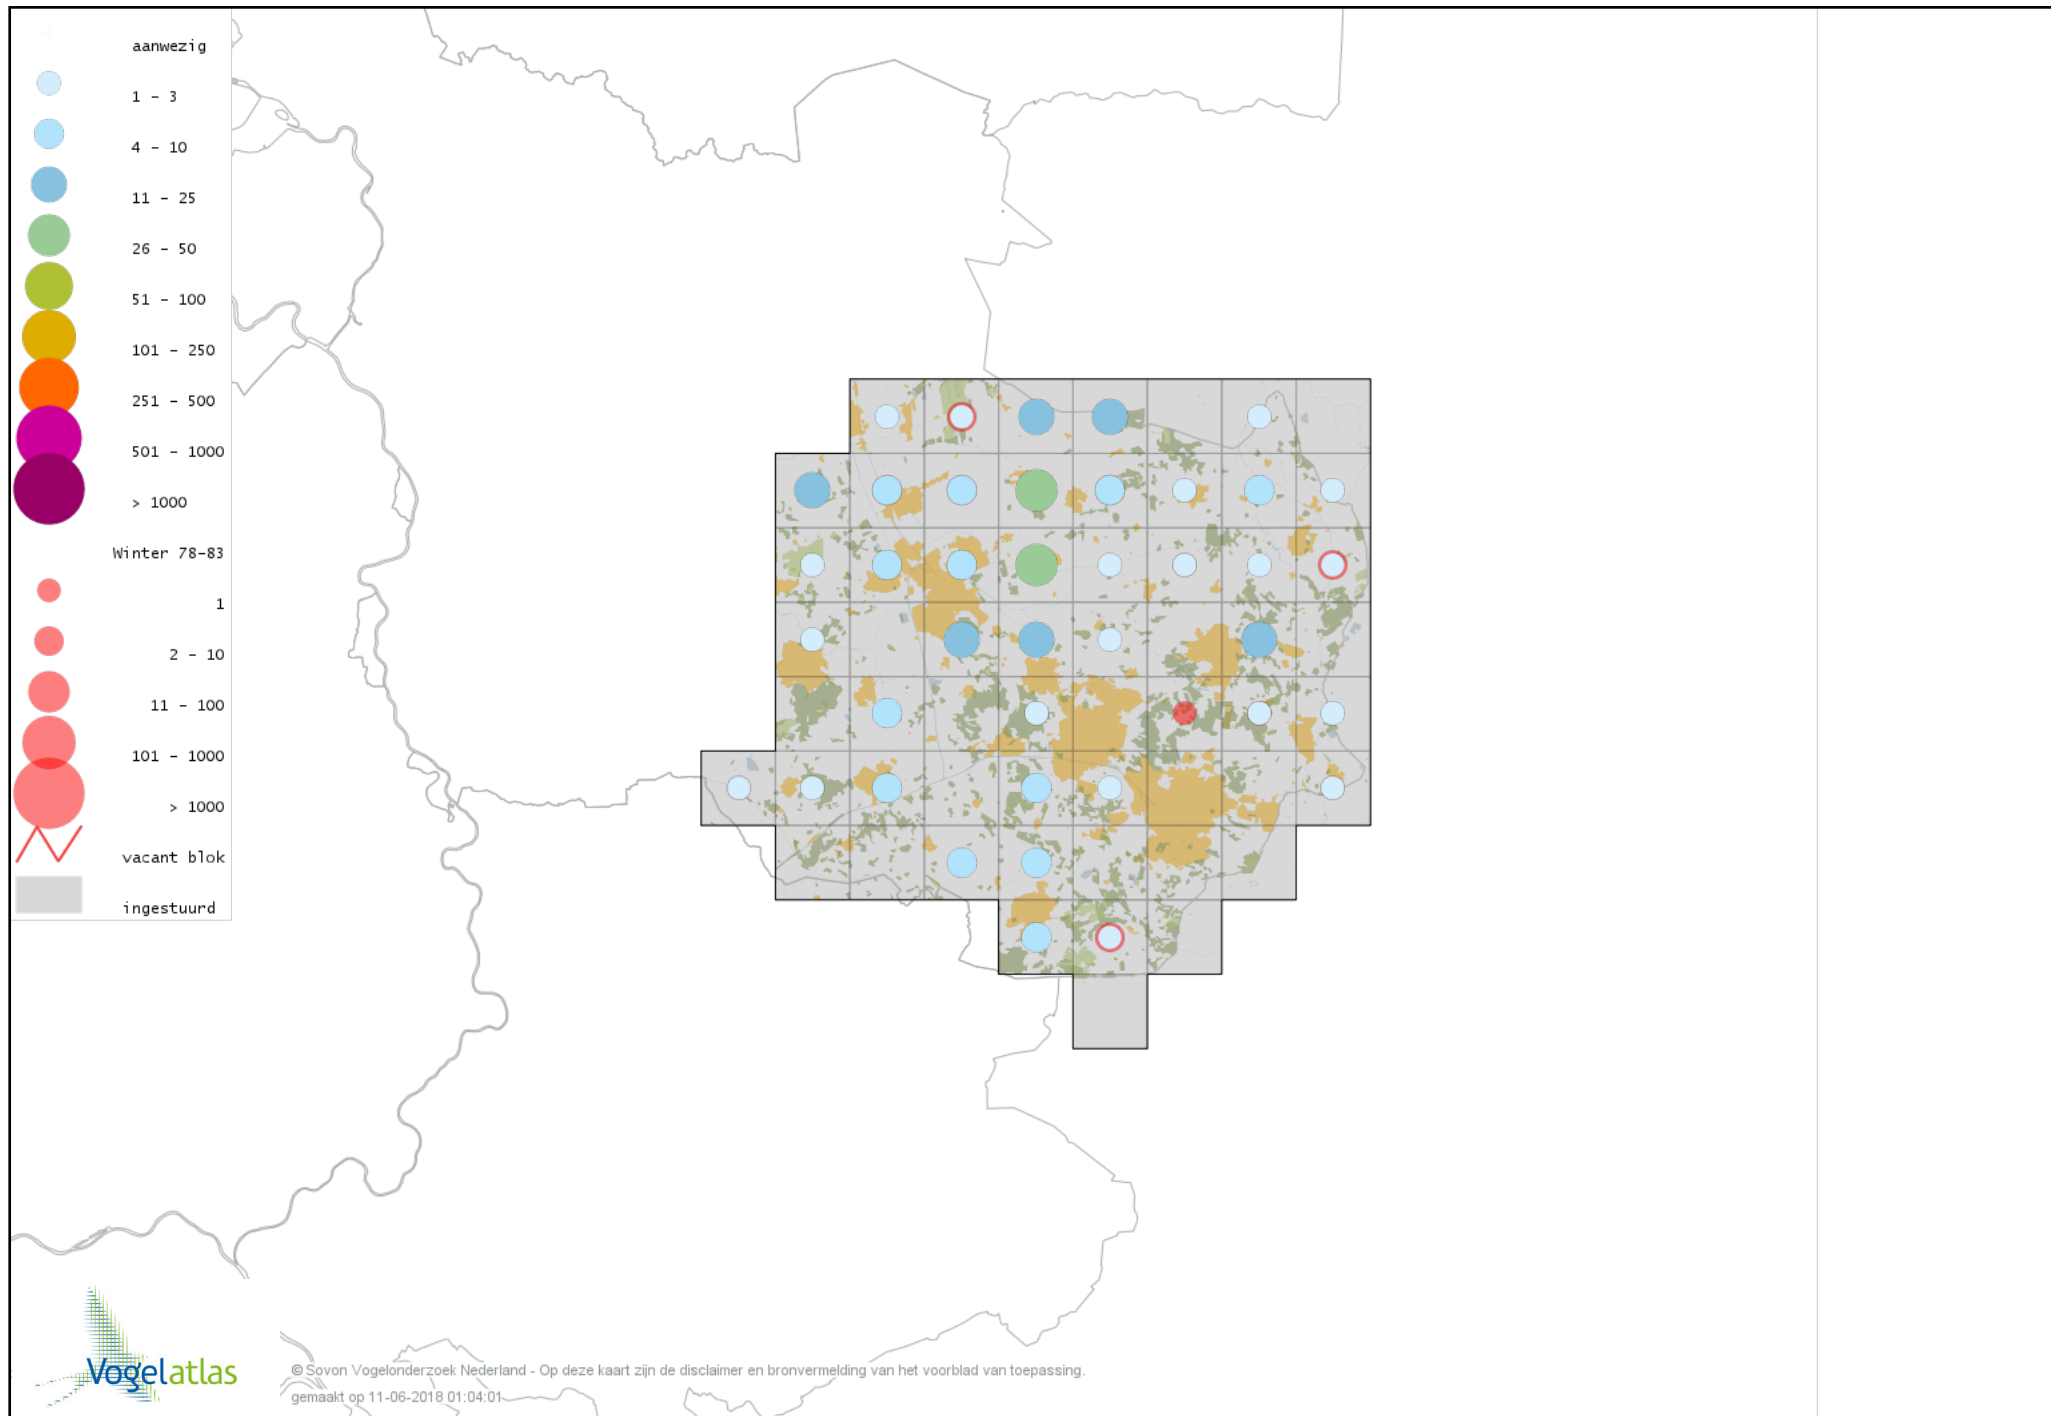 aanwezig
1 - 3
4 - 10
11 - 25
26 - 50
51 - 100
101 - 250
251 - 500
501 - 1000
> 1000
Winter 78-83
1
2 - 10
11 - 100
101 - 1000
> 1000
vacant blok
ingestuurd
Vogelatlas
© Sovon Vogelonderzoek Nederland - Op deze kaart zijn de disclaimer en bronvermelding van het voorblad van toepassing.
gemaakt op 11-06-2018 01:04:01